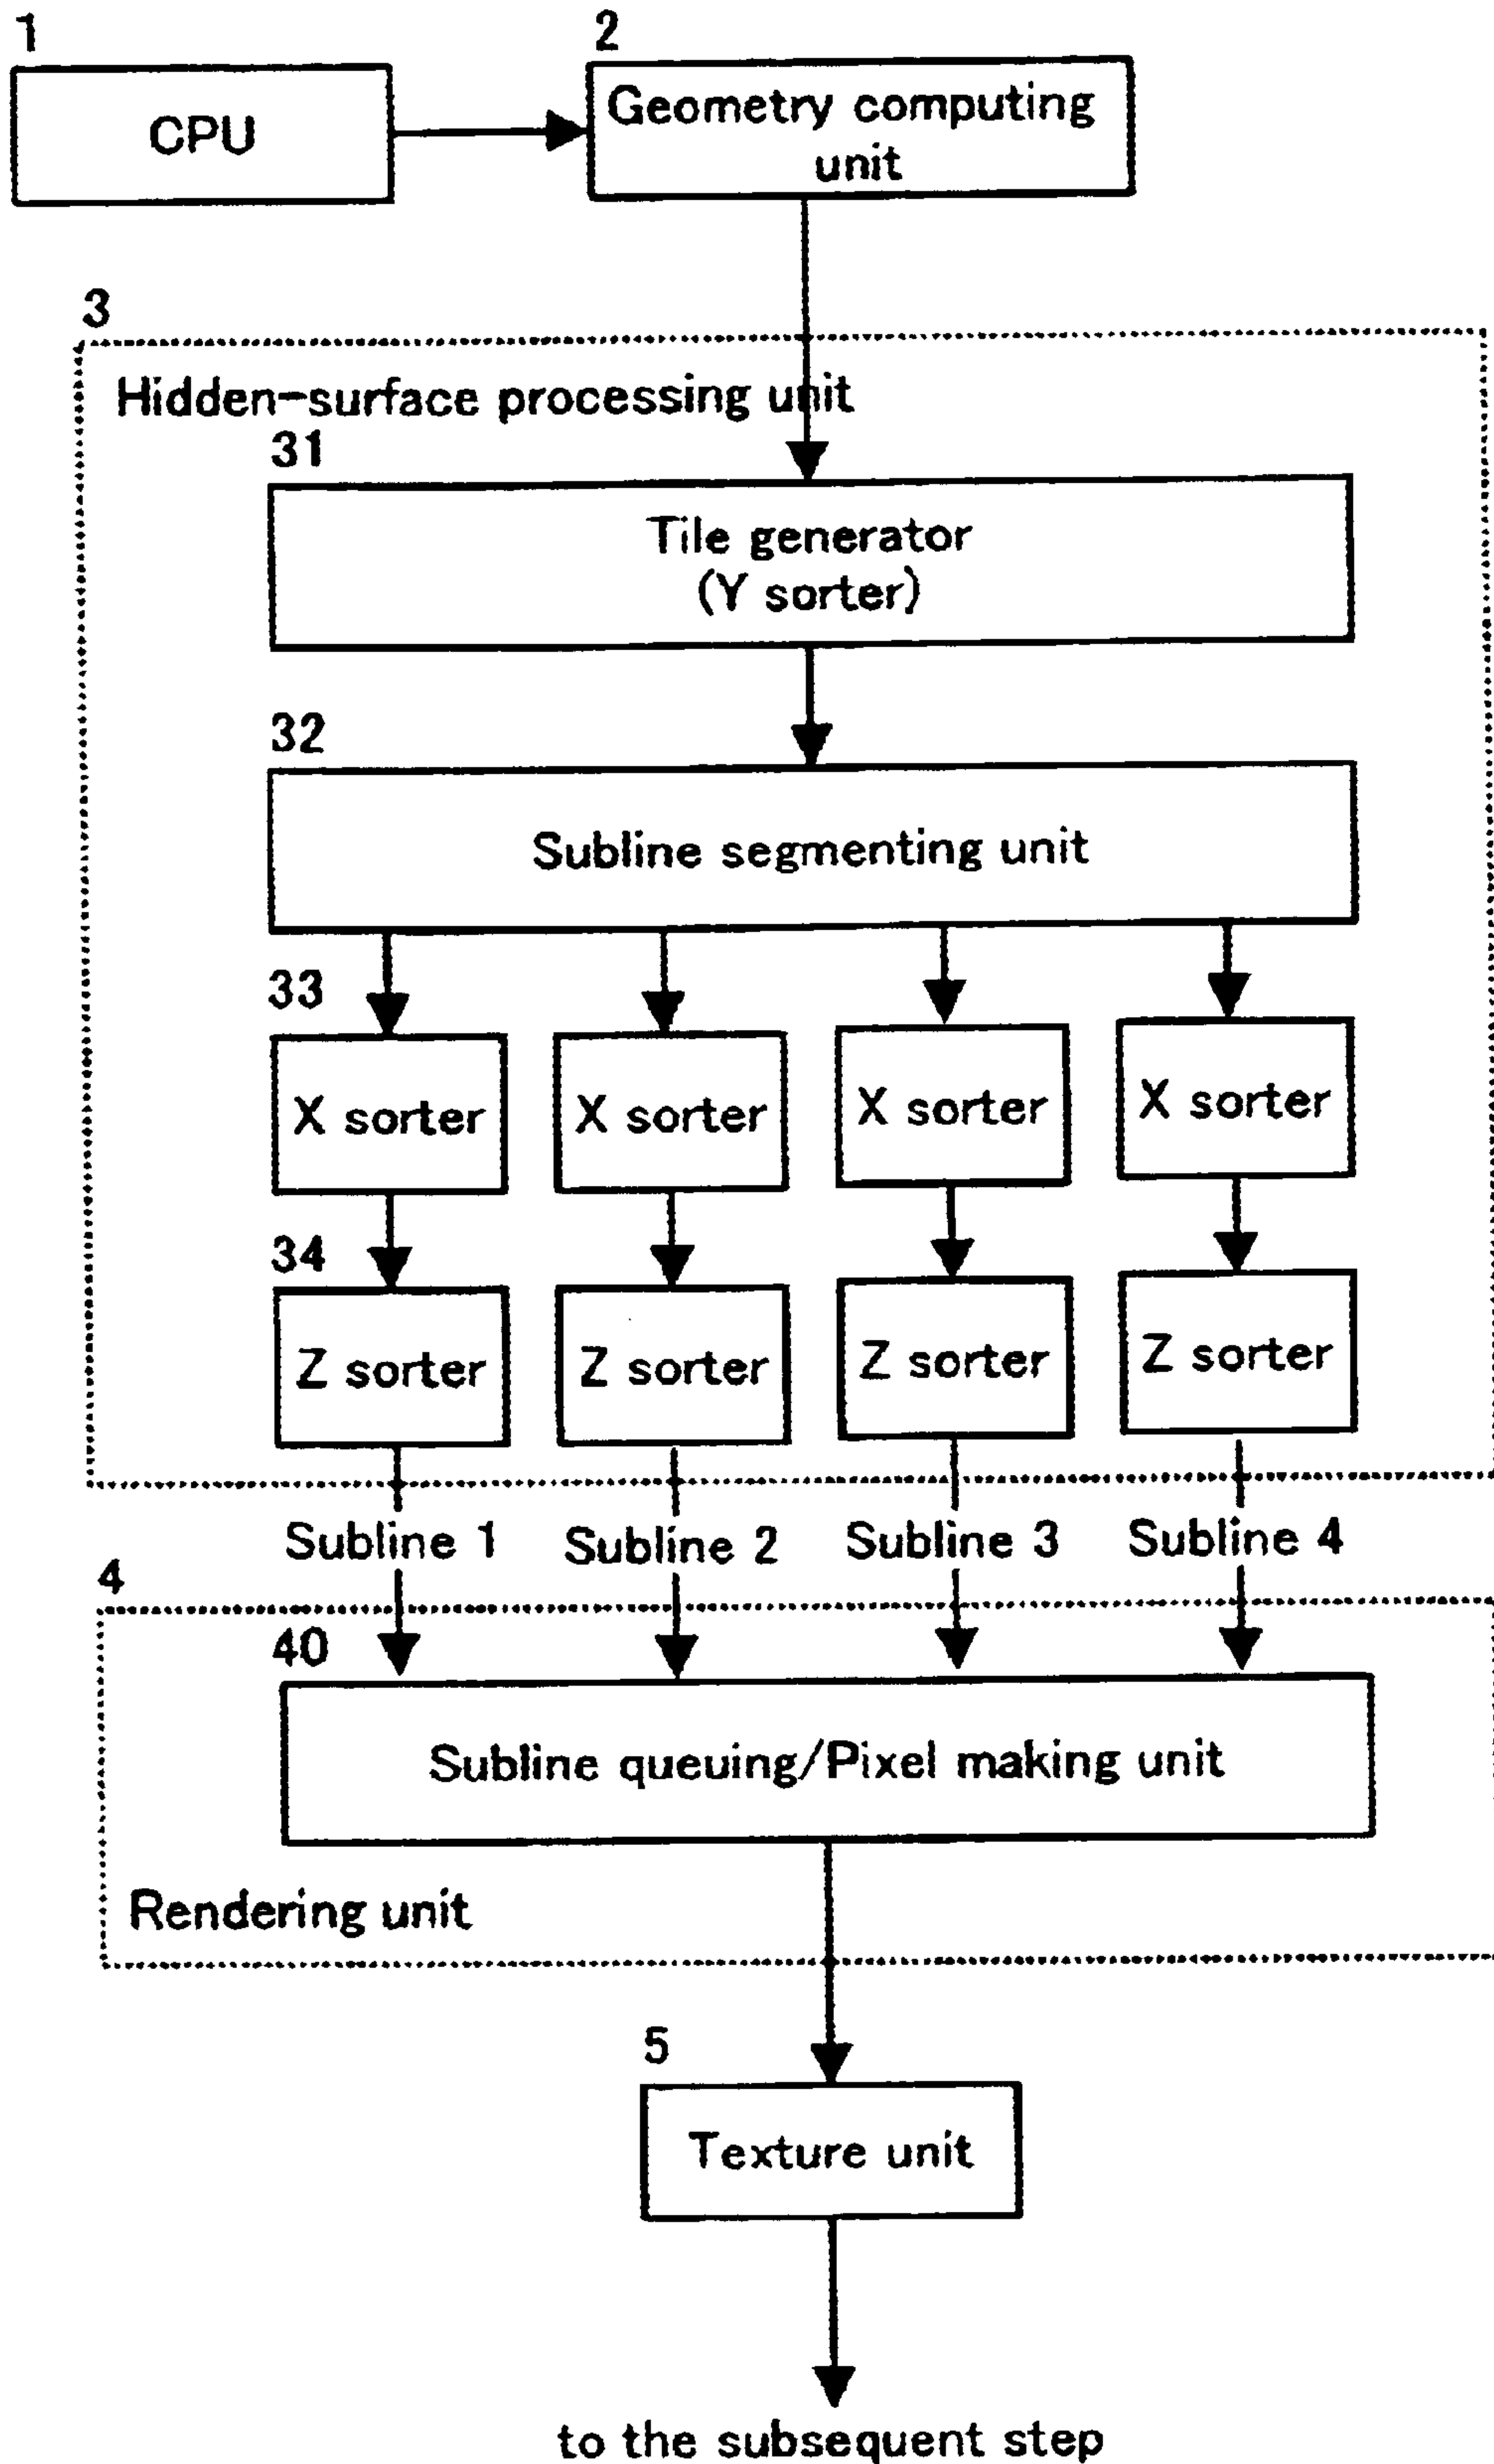 1
2
CPU
Geometry computing
unit
3
Hidden-surface processing unit
31
Tile generator
(Y sorter)
32
Subline segmenting unit
33
X sorter
X sorter
X sorter
X sorter
34
Z sorter
Z sorter
Z sorter
Z sorter
Subline 1
Subline 2
Subline 3
Subline 4
4
40
Subline queuing/Pixel making unit
Rendering unit
5
Texture unit
to the subsequent step